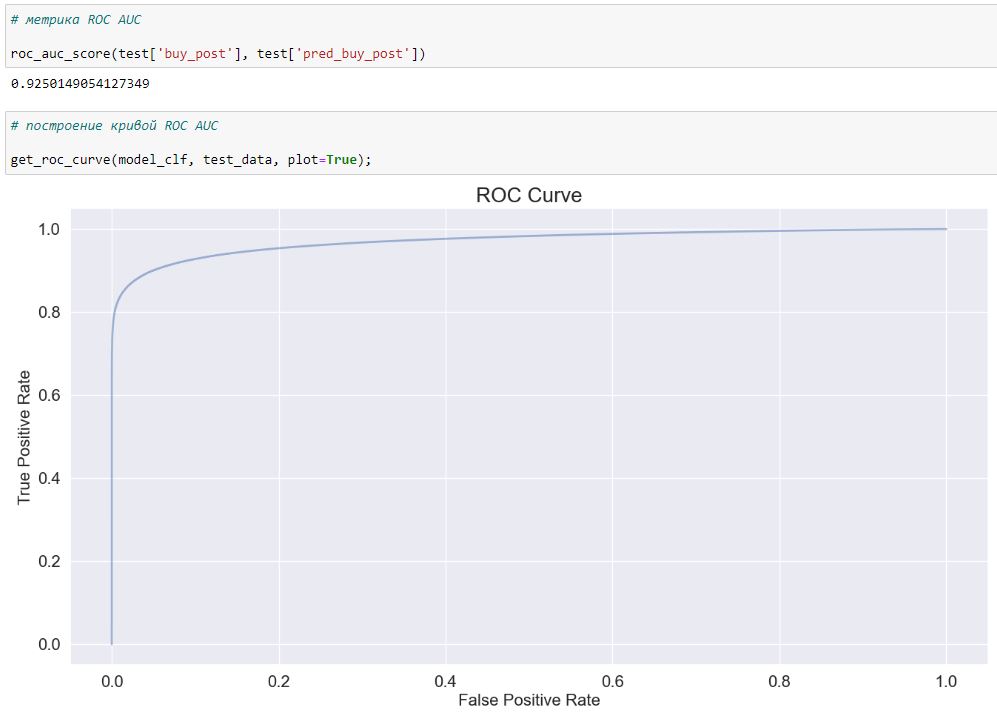 # метрика ROC AUC
roc_auc_score(test['buy_post'], test['pred_buy_post'])
0.9250149054127349
# построение кривой ROC AUC
get_roc_curve(model_clf, test_data, plot=True);
ROC Curve
1.0
0.8
0.6
0.4
0.2
0.0
True Positive Rate
0.0 0.2 0.4 0.6 0.8 1.0
False Positive Rate